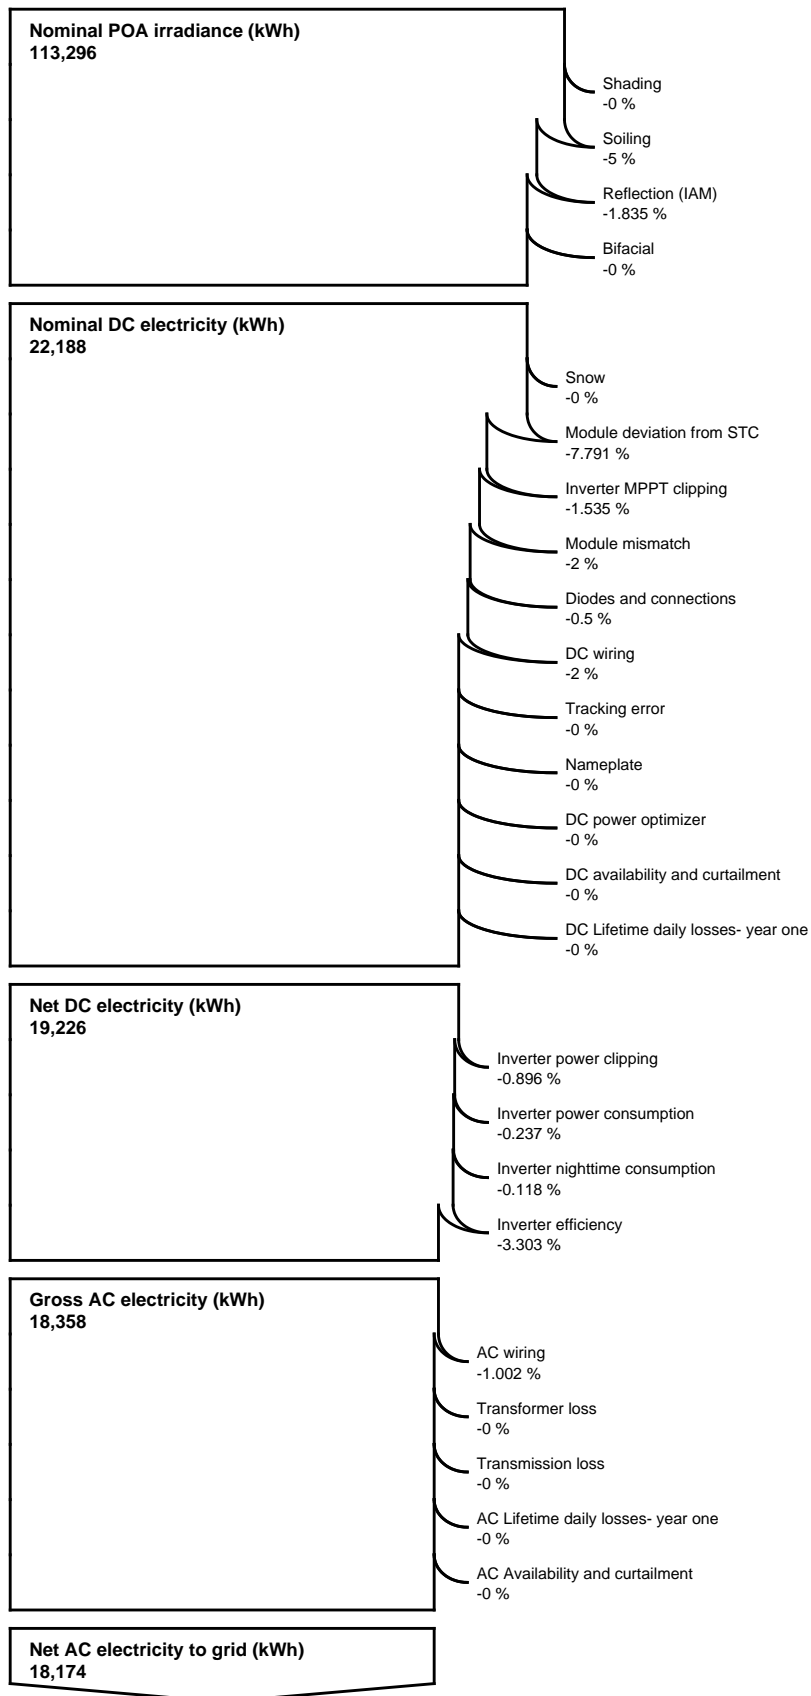 Nominal POA irradiance (kWh)
113,296
Shading
-0 %
Soiling
-5 %
Reflection (IAM)
-1.835 %
Bifacial
-0 %
Nominal DC electricity (kWh)
22,188
Snow
-0 %
Module deviation from STC
-7.791 %
Inverter MPPT clipping
-1.535 %
Module mismatch
-2 %
Diodes and connections
-0.5 %
DC wiring
-2 %
Tracking error
-0 %
Nameplate
-0 %
DC power optimizer
-0 %
DC availability and curtailment
-0 %
DC Lifetime daily losses- year one
-0 %
Net DC electricity (kWh)
19,226
Inverter power clipping
-0.896 %
Inverter power consumption
-0.237 %
Inverter nighttime consumption
-0.118 %
Inverter efficiency
-3.303 %
Gross AC electricity (kWh)
18,358
AC wiring
-1.002 %
Transformer loss
-0 %
Transmission loss
-0 %
AC Lifetime daily losses- year one
-0 %
AC Availability and curtailment
-0 %
Net AC electricity to grid (kWh)
18,174